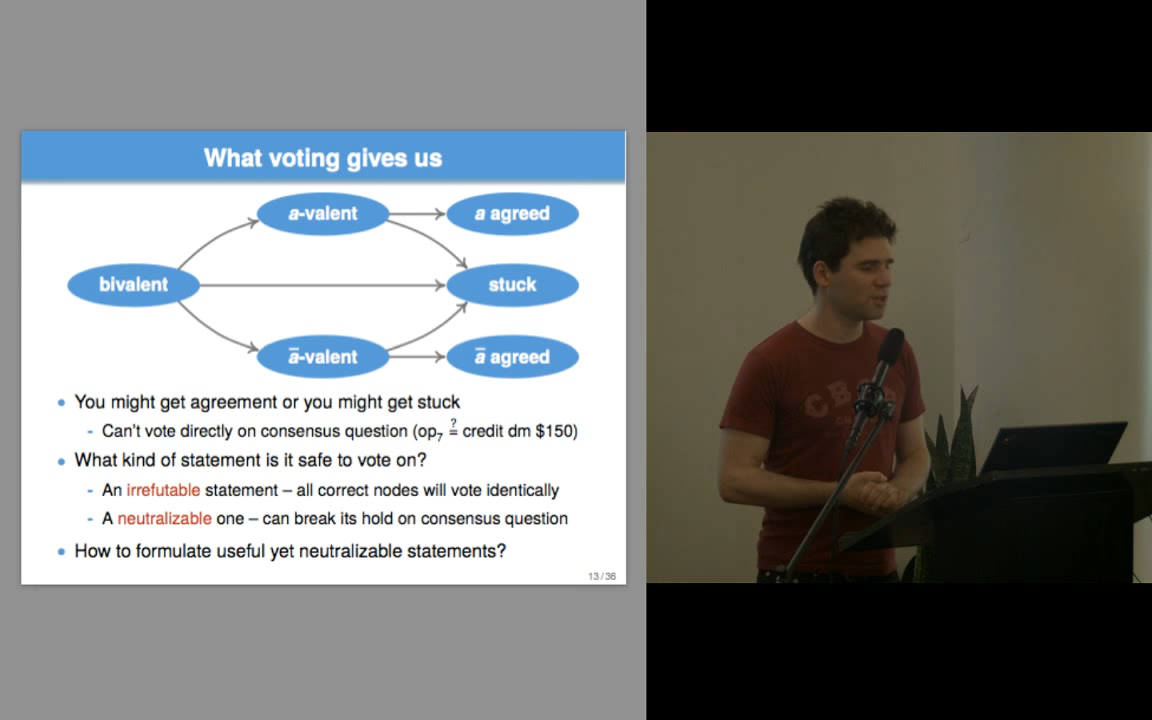 What voting gives us
a-valent
a agreed
bivalent
stuck
a̅-valent
a̅ agreed
• You might get agreement or you might get stuck
- Can't vote directly on consensus question (op₇ ≟ credit dm $150)
• What kind of statement is it safe to vote on?
- An irrefutable statement – all correct nodes will vote identically
- A neutralizable one – can break its hold on consensus question
• How to formulate useful yet neutralizable statements?
13 / 36